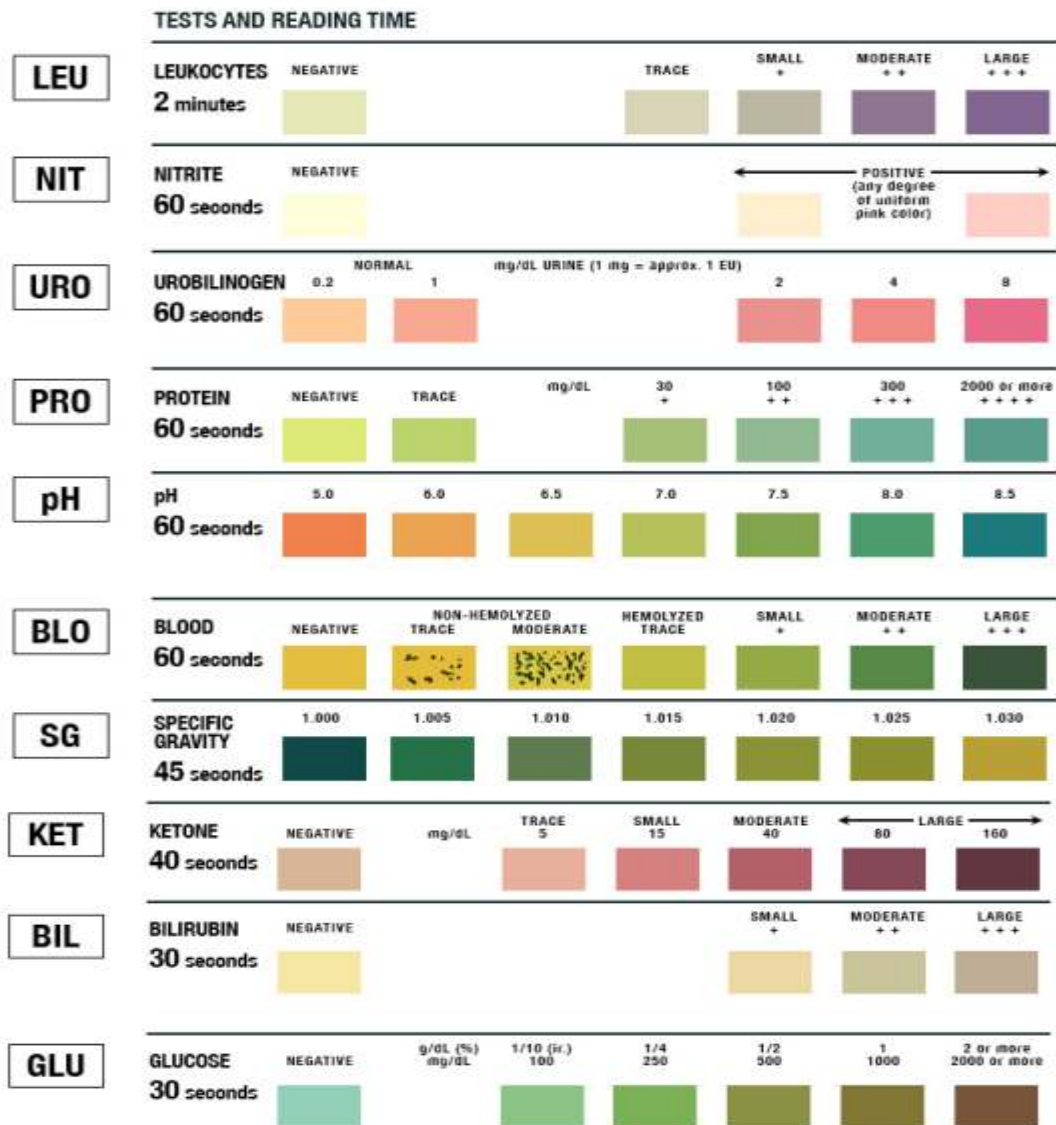 TESTS AND READING TIME
LEU
LEUKOCYTES
2 minutes
NEGATIVE
TRACE
SMALL
+
MODERATE
+ +
LARGE
+ + +
NIT
NITRITE
60 seconds
NEGATIVE
POSITIVE
(any degree
of uniform
pink color)
URO
UROBILINOGEN
60 seconds
NORMAL
mg/dL URINE (1 mg = approx. 1 EU)
0.2 1 2 4 8
PRO
PROTEIN
60 seconds
NEGATIVE
TRACE
mg/dL
30
+
100
+ +
300
+ + +
2000 or more
+ + + +
pH
pH
60 seconds
5.0 6.0 6.5 7.0 7.5 8.0 8.5
BLO
BLOOD
60 seconds
NEGATIVE
NON-HEMOLYZED
TRACE MODERATE
HEMOLYZED
TRACE
SMALL
+
MODERATE
+ +
LARGE
+ + +
SG
SPECIFIC
GRAVITY
45 seconds
1.000 1.005 1.010 1.015 1.020 1.025 1.030
KET
KETONE
40 seconds
NEGATIVE
mg/dL
TRACE
5
SMALL
15
MODERATE
40
LARGE
80 160
BIL
BILIRUBIN
30 seconds
NEGATIVE
SMALL
+
MODERATE
+ +
LARGE
+ + +
GLU
GLUCOSE
30 seconds
NEGATIVE
g/dL (%)
mg/dL
1/10 (tr.)
100
1/4
250
1/2
500
1
1000
2 or more
2000 or more